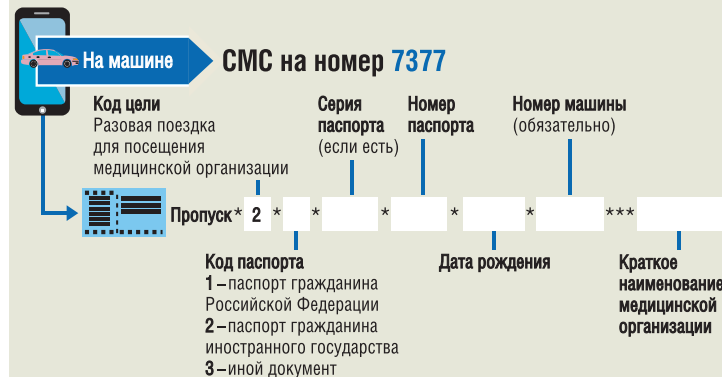 На машине
СМС на номер 7377
Код цели
Разовая поездка
для посещения
медицинской организации
Серия
паспорта
(если есть)
Номер
паспорта
Номер машины
(обязательно)
Пропуск* 2 * * * * * ***
Код паспорта
1 – паспорт гражданина
Российской Федерации
2 – паспорт гражданина
иностранного государства
3 – иной документ
Дата рождения
Краткое
наименование
медицинской
организации